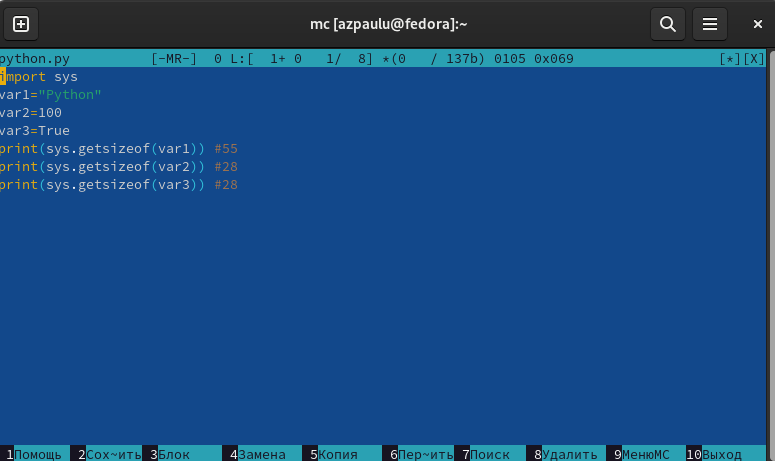 mc [azpaulu@fedora]:~
python.py [-MR-] 0 L:[ 1+ 0 1/ 8] *(0 / 137b) 0105 0x069 [*][X]
import sys
var1="Python"
var2=100
var3=True
print(sys.getsizeof(var1)) #55
print(sys.getsizeof(var2)) #28
print(sys.getsizeof(var3)) #28
1Помощь 2Сох~ить 3Блок 4Замена 5Копия 6Пер~ить 7Поиск 8Удалить 9МенюMC 10Выход